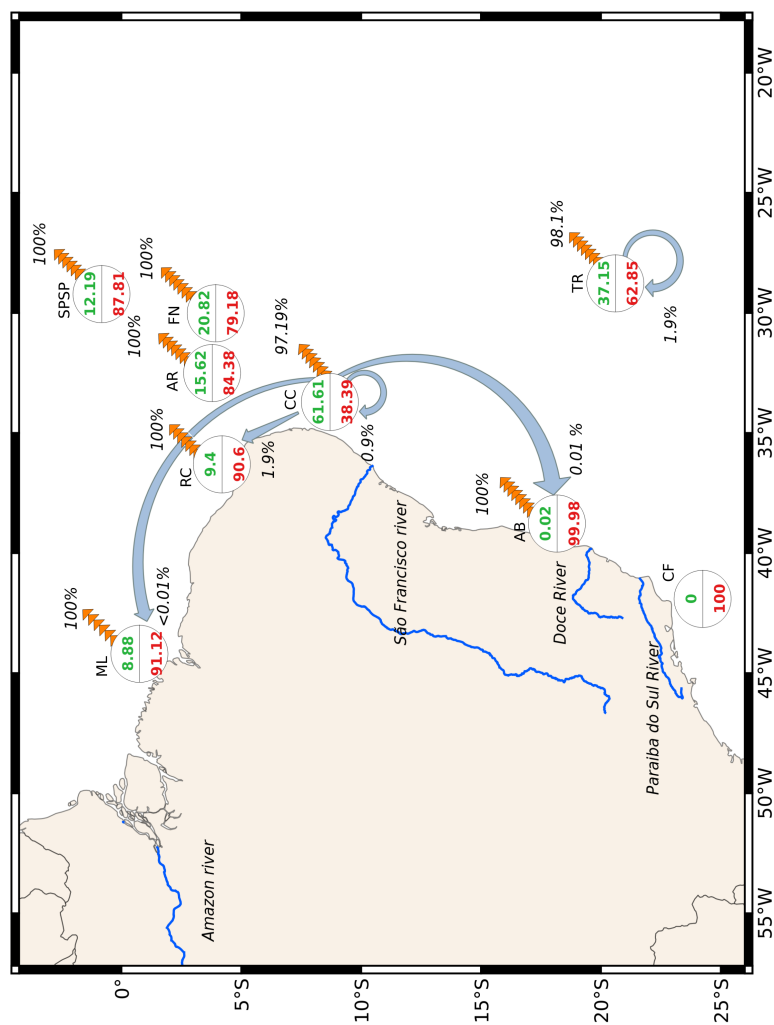 100%
SPSP
12.19
87.81
100%
FN
20.82
79.18
100%
AR
15.62
84.38
97.19%
CC
61.61
38.39
0.9%
100%
RC
9.4
90.6
1.9%
100%
ML
8.88
91.12
<0.01%
98.1%
TR
37.15
62.85
1.9%
100%
AB
0.02
99.98
0.01 %
CF
0
100
São Francisco river
Doce River
Paraiba do Sul River
Amazon river
0°
5°S
10°S
15°S
20°S
25°S
55°W
50°W
45°W
40°W
35°W
30°W
25°W
20°W